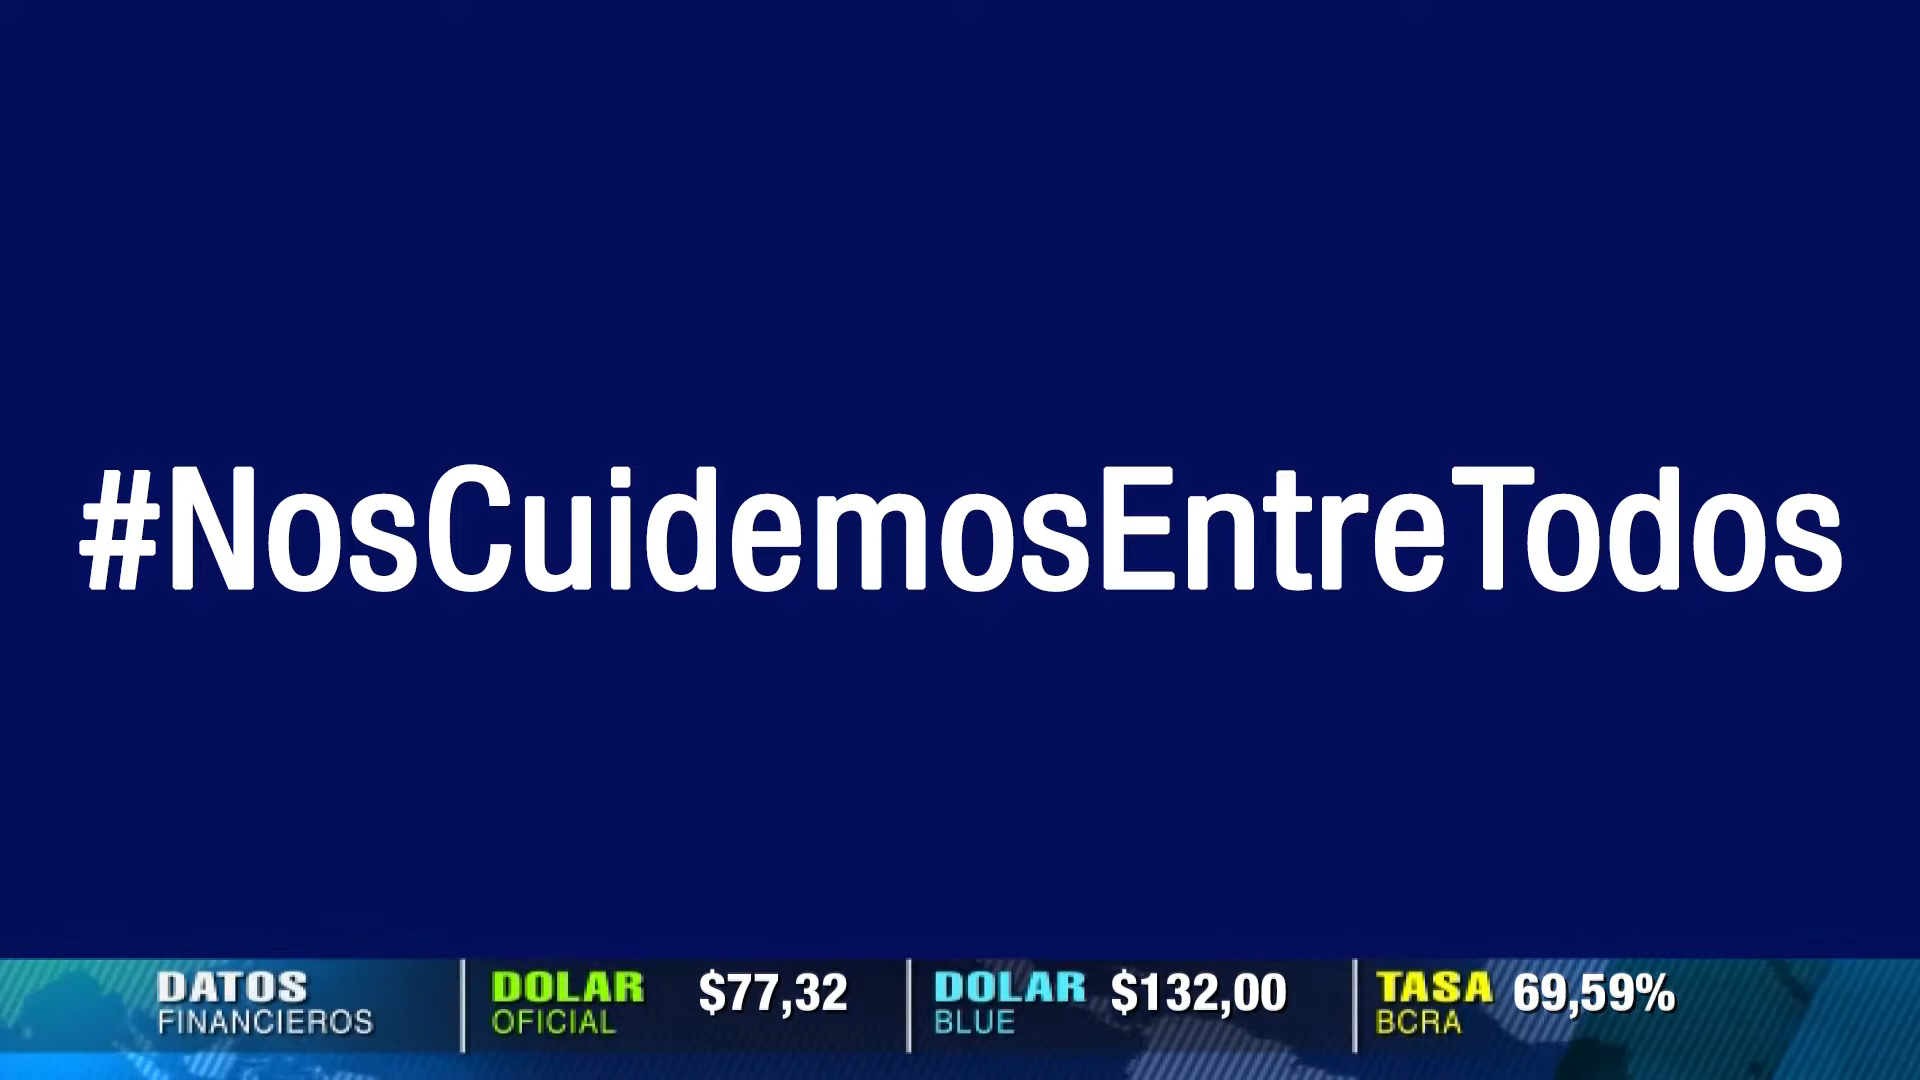 #NosCuidemosEntreTodos
DATOS
FINANCIEROS
DOLAR
OFICIAL
$77,32
DOLAR
BLUE
$132,00
TASA
BCRA
69,59%